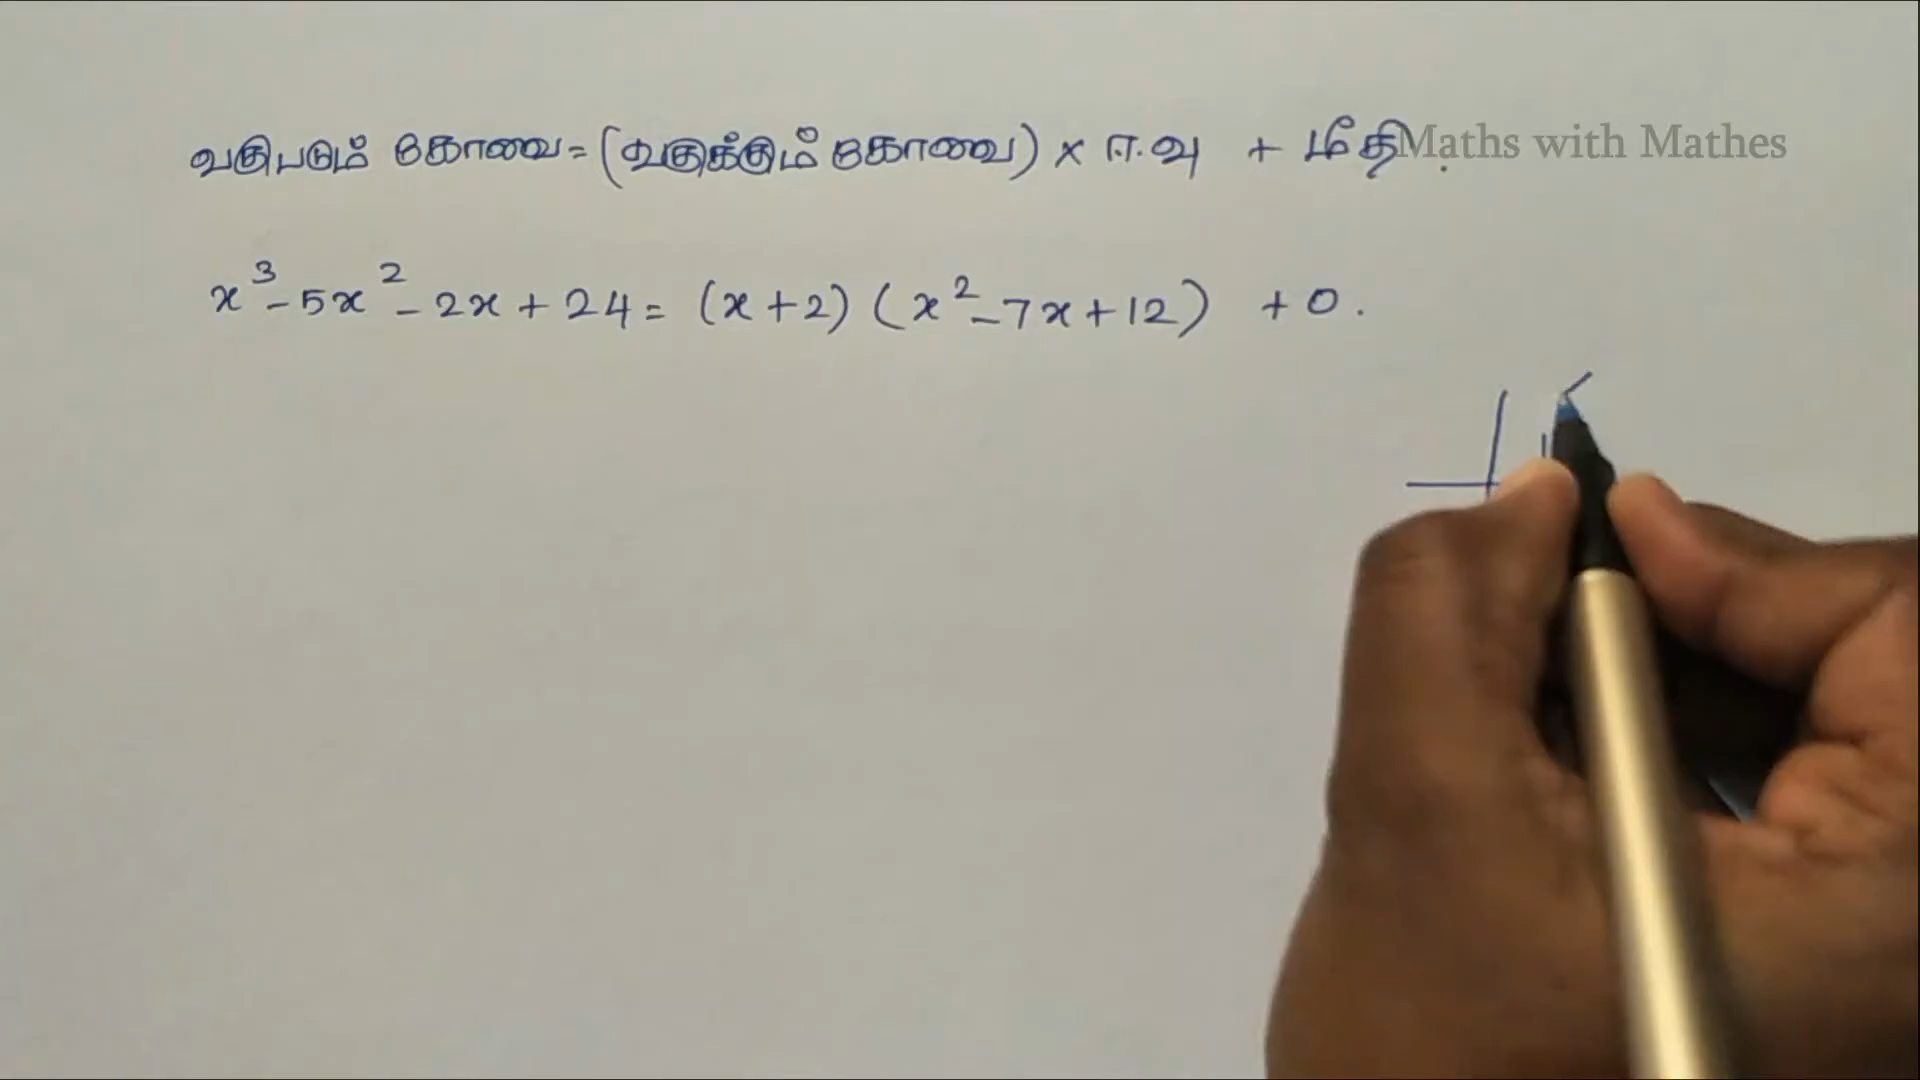 வகுபடும் கோவை = (வகுக்கும் கோவை) × ஈ.வு + மீதி. Maths with Mathes
x³ - 5x² - 2x + 24 = (x + 2) (x² - 7x + 12) + 0.